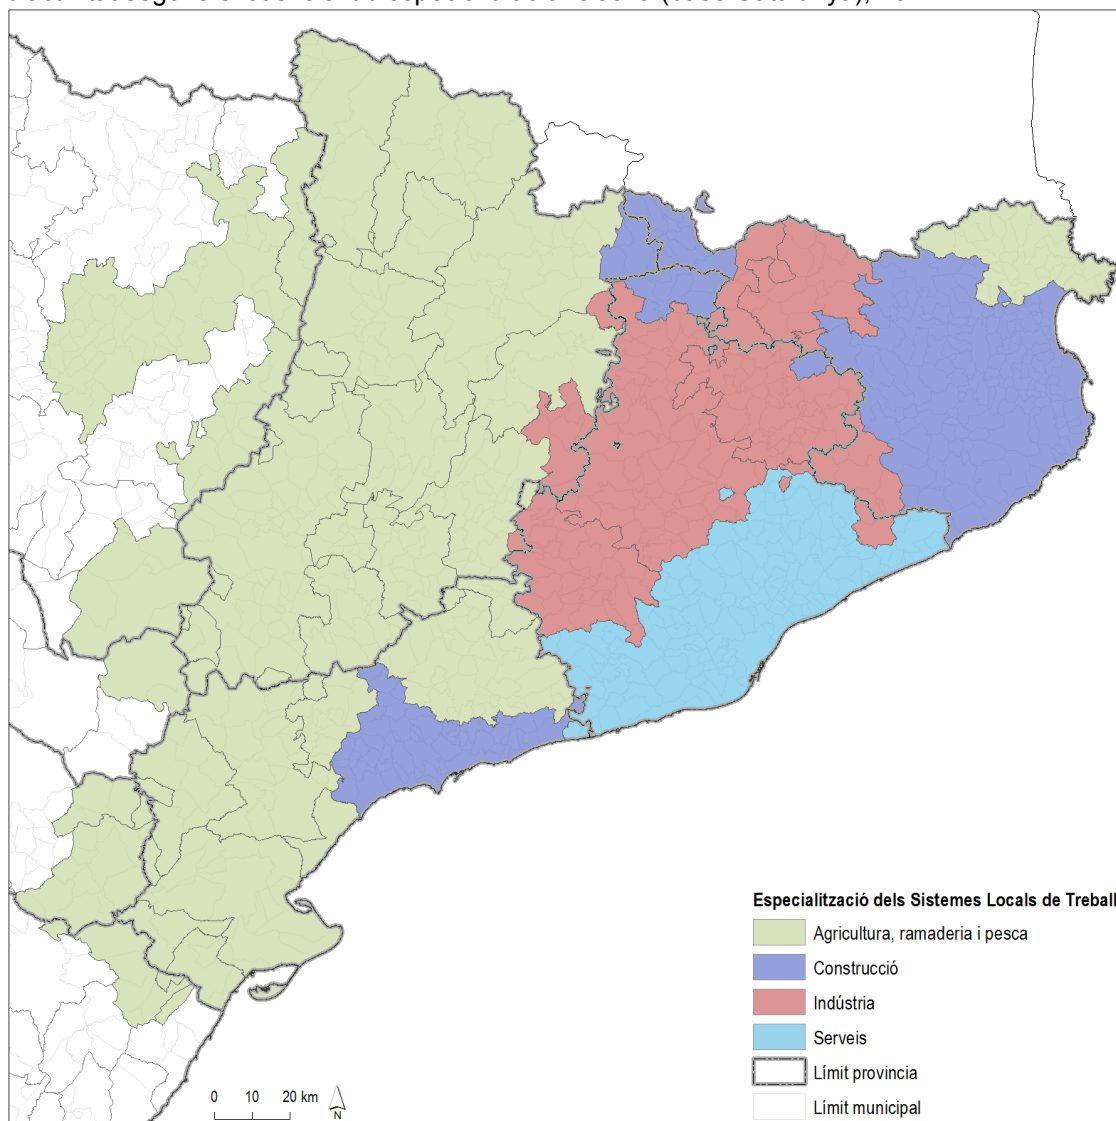 Especialització dels Sistemes Locals de Treball
Agricultura, ramaderia i pesca
Construcció
Indústria
Serveis
Límit província
Límit municipal
0 10 20 km
N